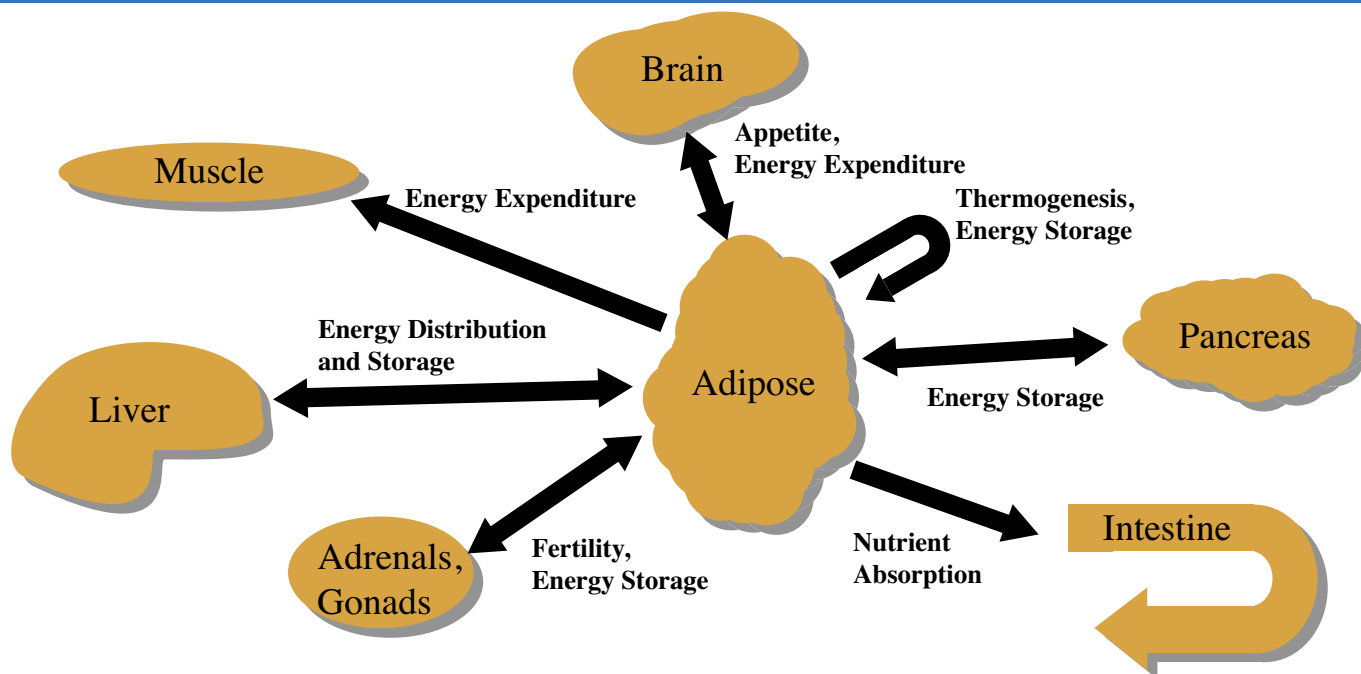 Brain
Appetite,
Energy Expenditure
Muscle
Energy Expenditure
Thermogenesis,
Energy Storage
Energy Distribution
and Storage
Pancreas
Adipose
Liver
Energy Storage
Adrenals,
Gonads
Fertility,
Energy Storage
Nutrient
Absorption
Intestine